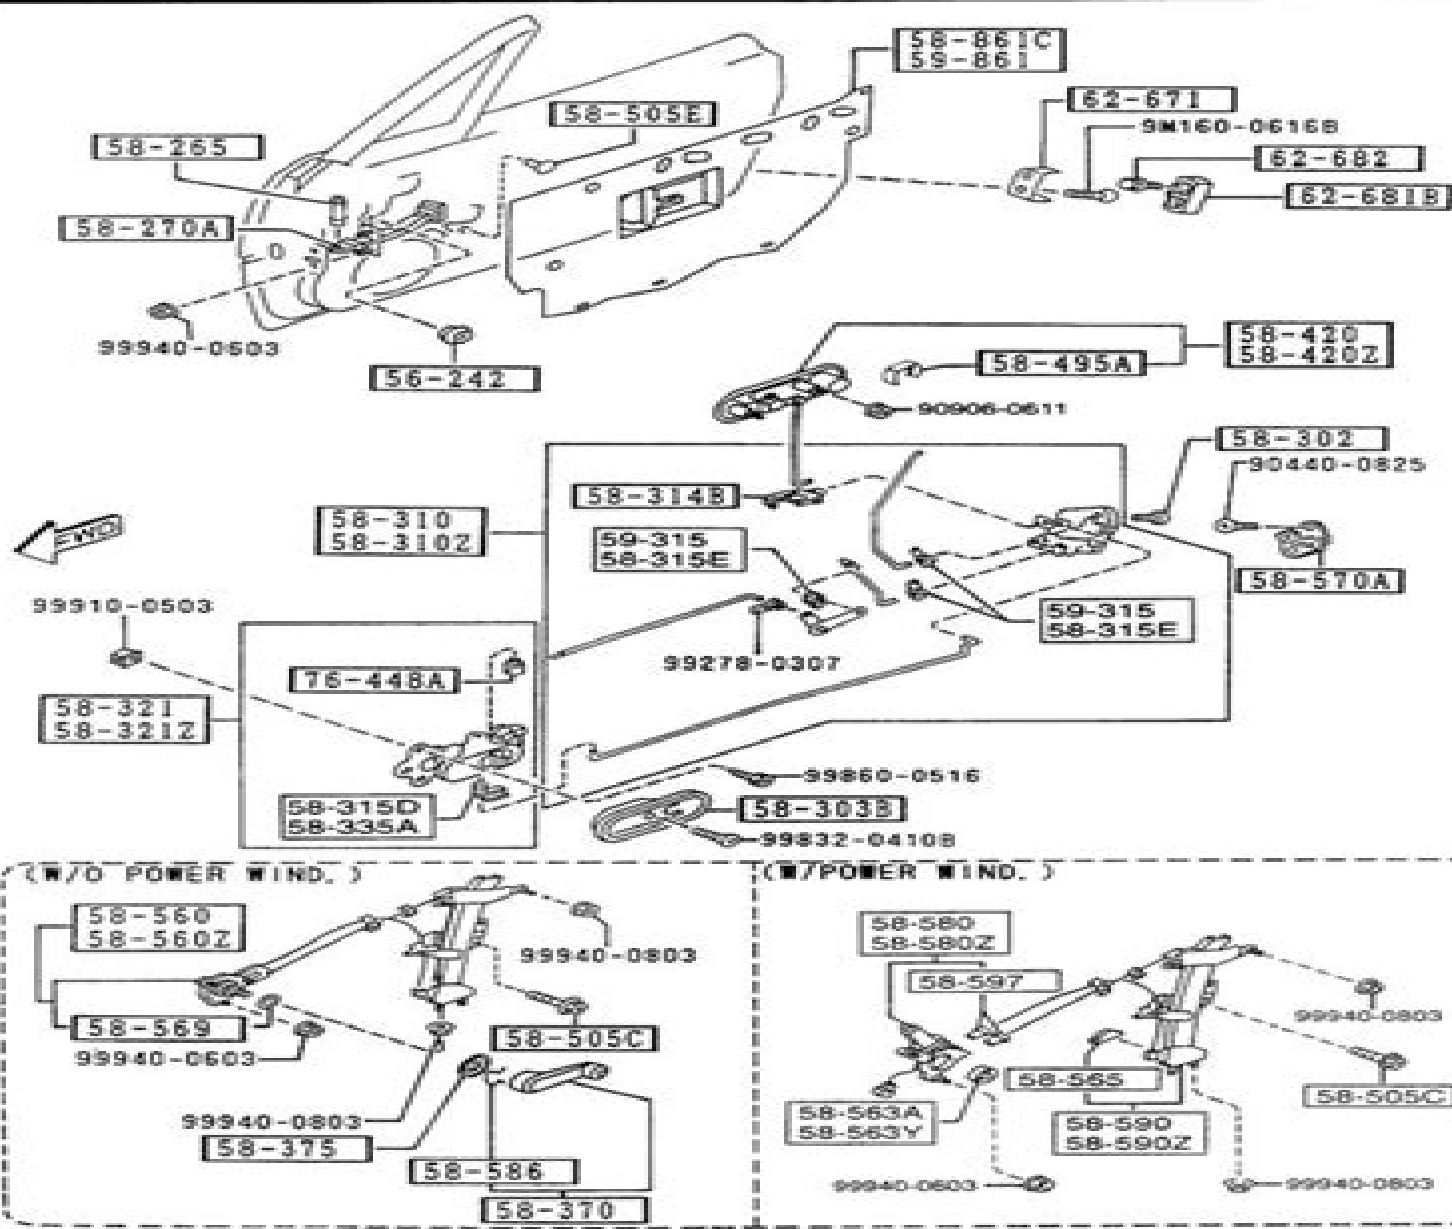 58-861C
58-861
62-671
58-505E
9M160-0616B
58-265
62-682
62-681B
58-270A
99940-0603
56-242
58-420
58-420Z
58-495A
90906-0611
58-302
90440-0825
58-314B
58-310
58-310Z
FWD
59-315
58-315E
58-570A
99910-0503
59-315
58-315E
99278-0307
76-448A
58-321
58-321Z
99860-0516
58-315D
58-335A
58-303B
99832-0410B
(W/O POWER WIND.)
58-560
58-560Z
99940-0803
58-569
58-505C
99940-0603
99940-0803
58-375
58-586
58-370
(W/POWER WIND.)
58-580
58-580Z
58-597
99940-0803
58-565
58-505C
58-563A
58-563Y
58-590
58-590Z
99940-0603
99940-0803